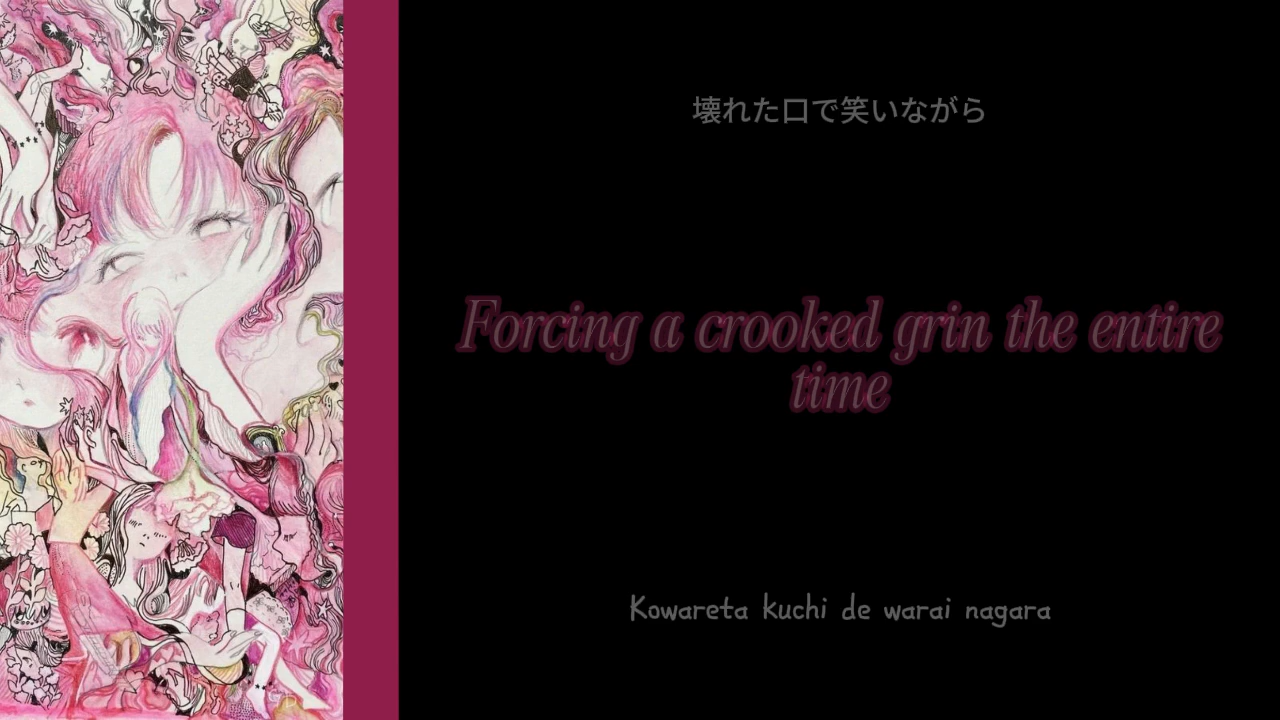 壊れた口で笑いながら
Forcing a crooked grin the entire
time
Kowareta kuchi de warai nagara